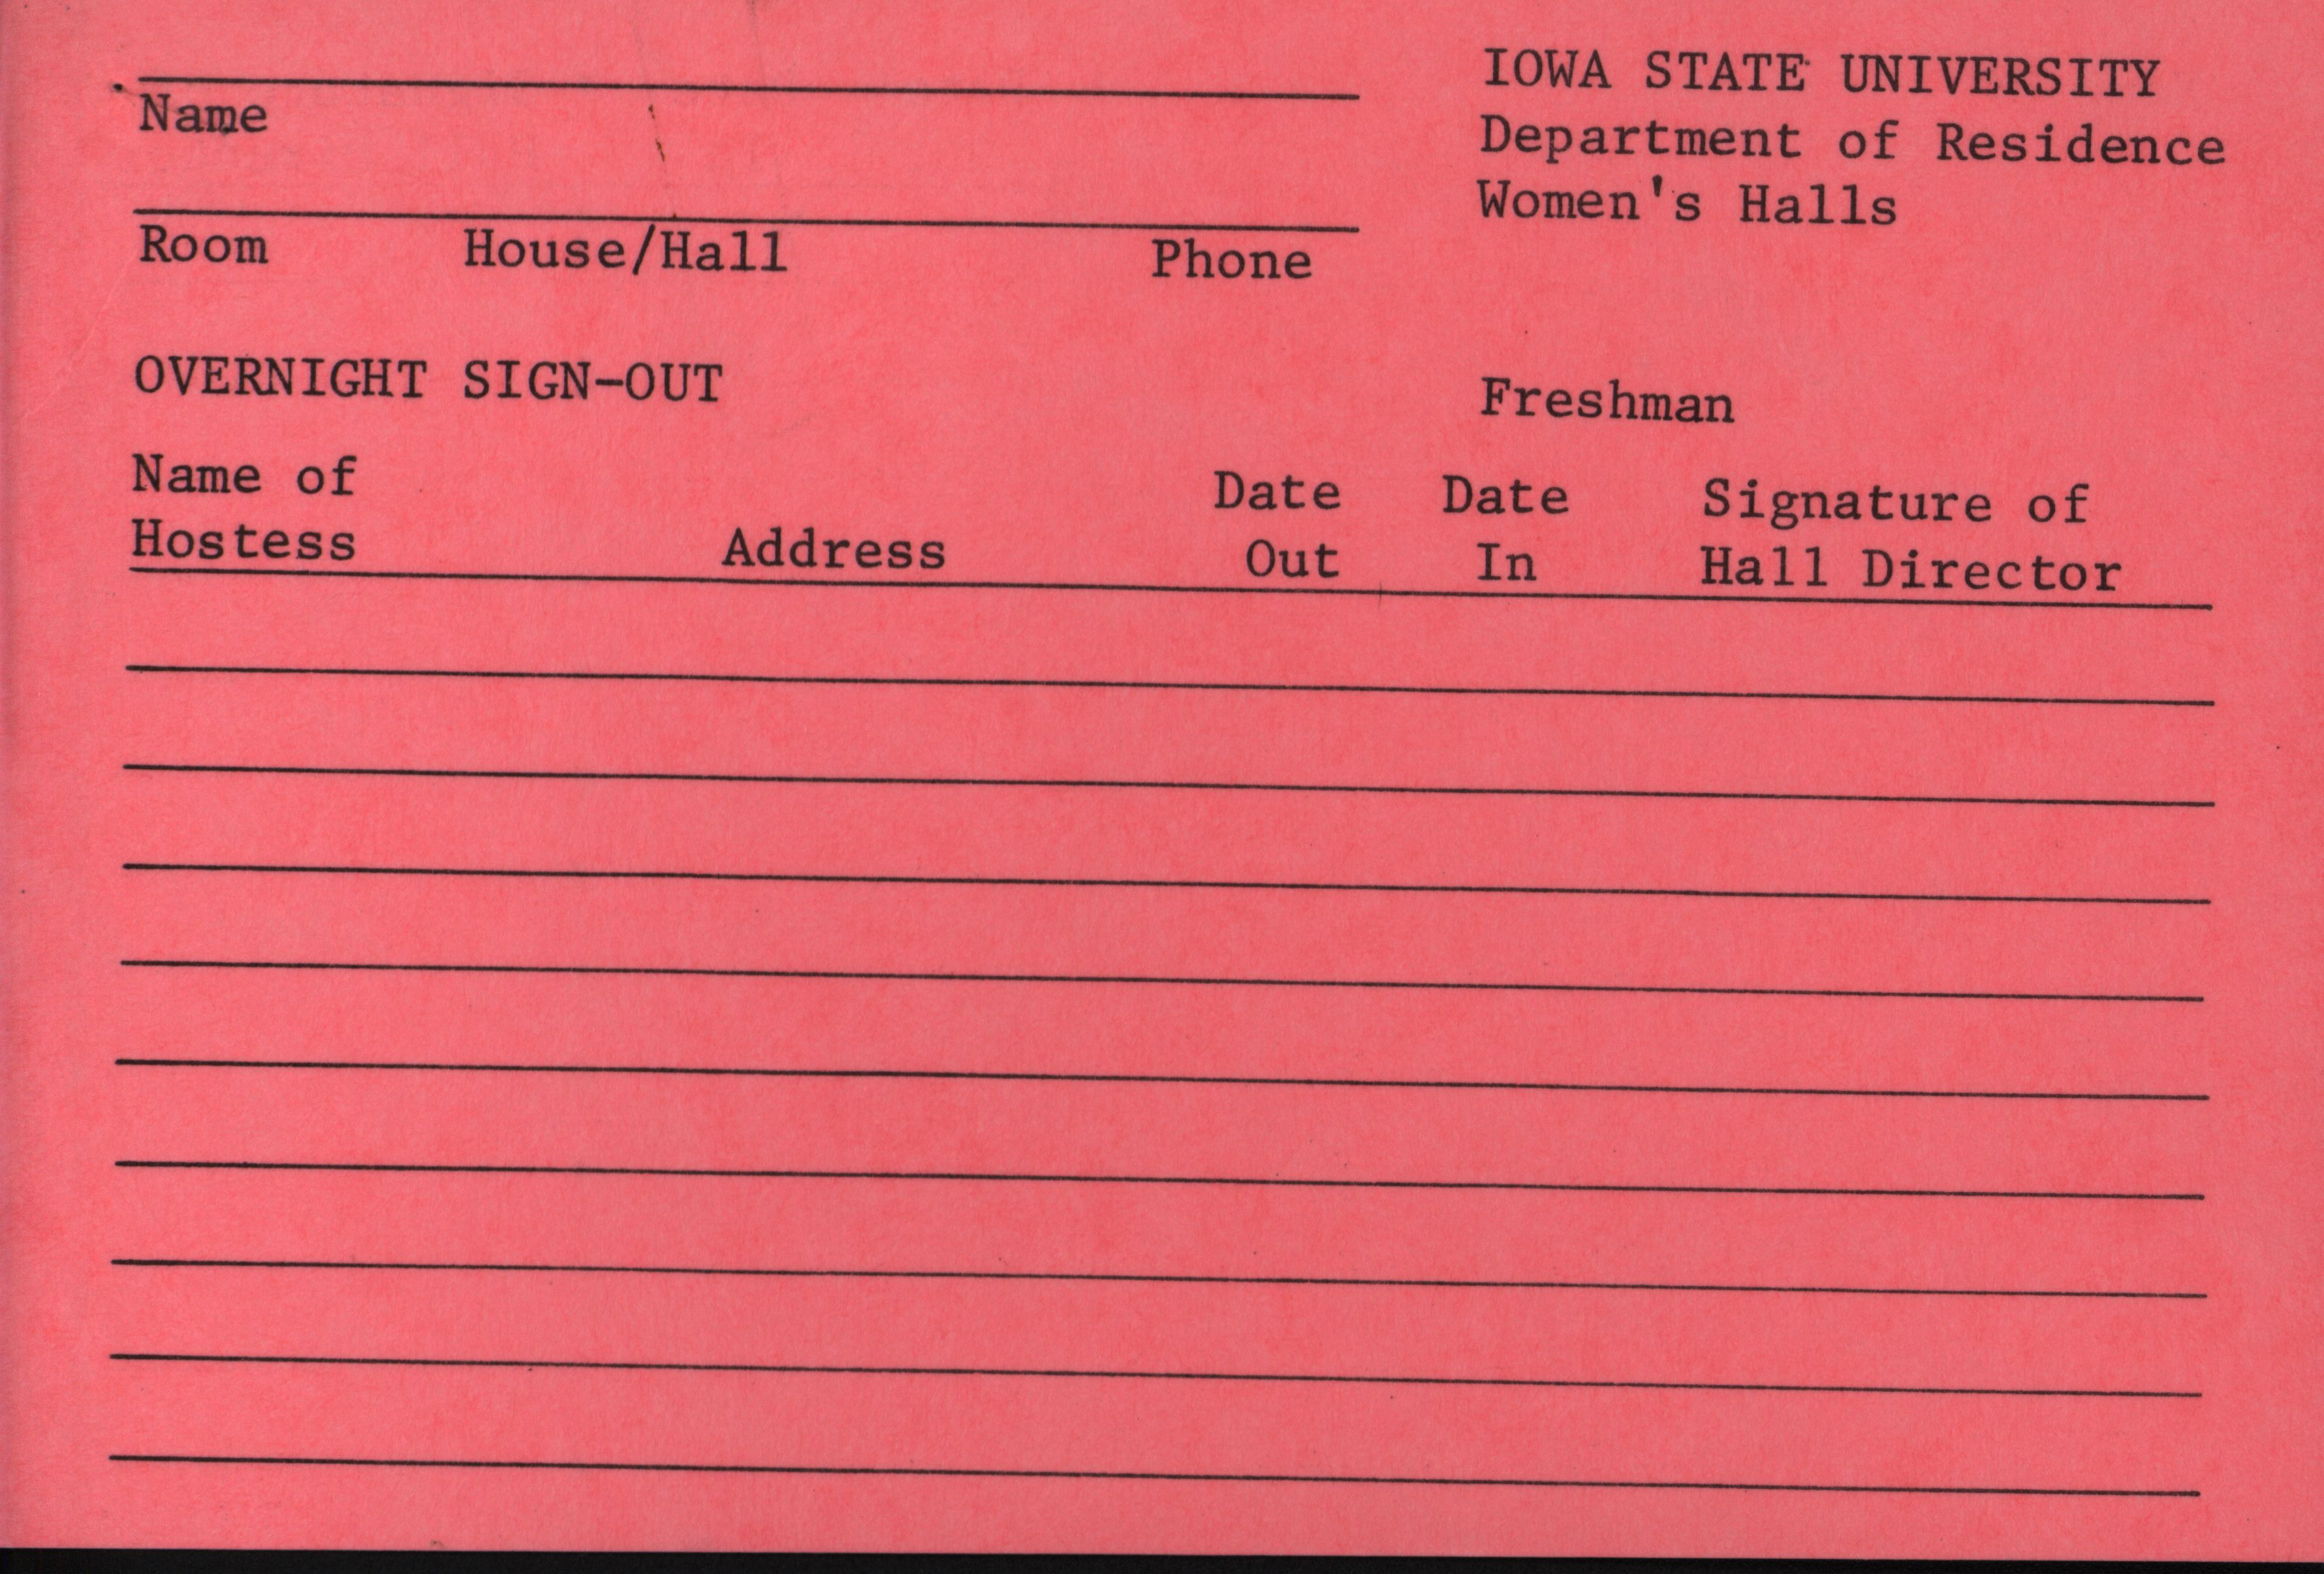 IOWA STATE UNIVERSITY
Name
Department of Residence
Women's Halls
Room House/Hall Phone
OVERNIGHT SIGN-OUT Freshman
Name of Date Date Signature of
Hostess Address Out In Hall Director